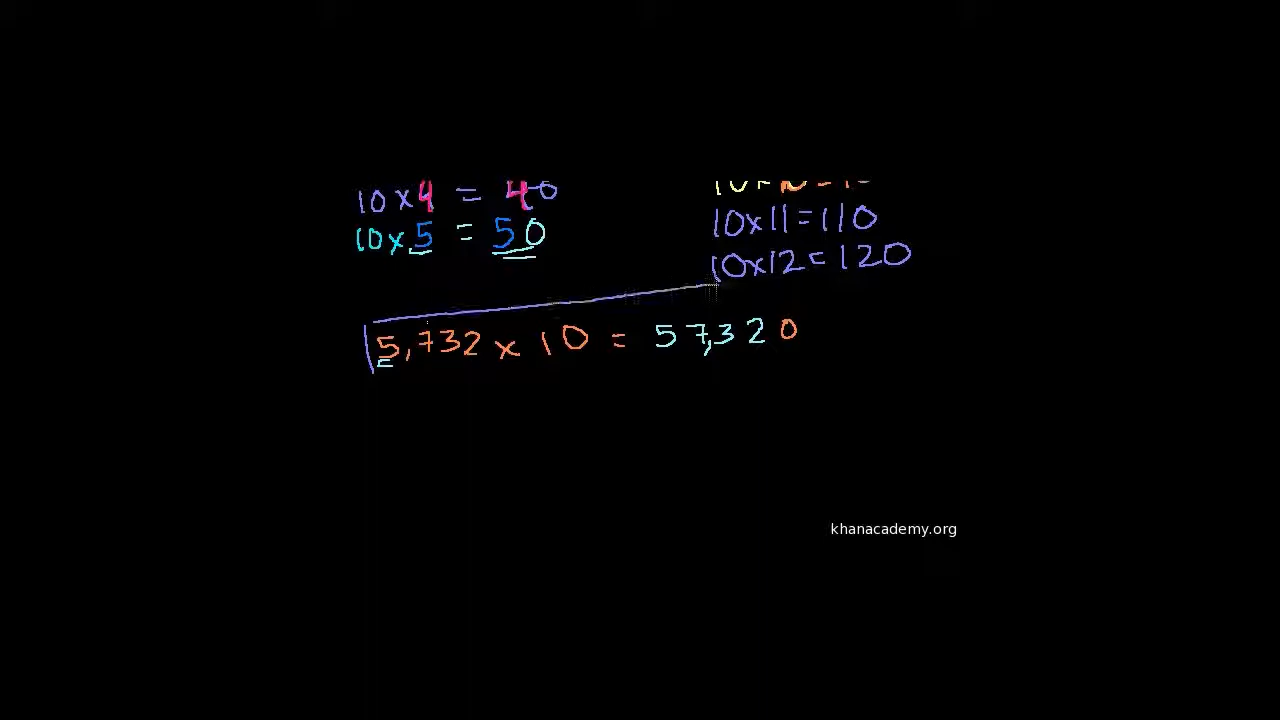 10x4 = 40
10x5 = 50
10x11=110
10x12=120
5,732 x 10 = 57,320
khanacademy.org